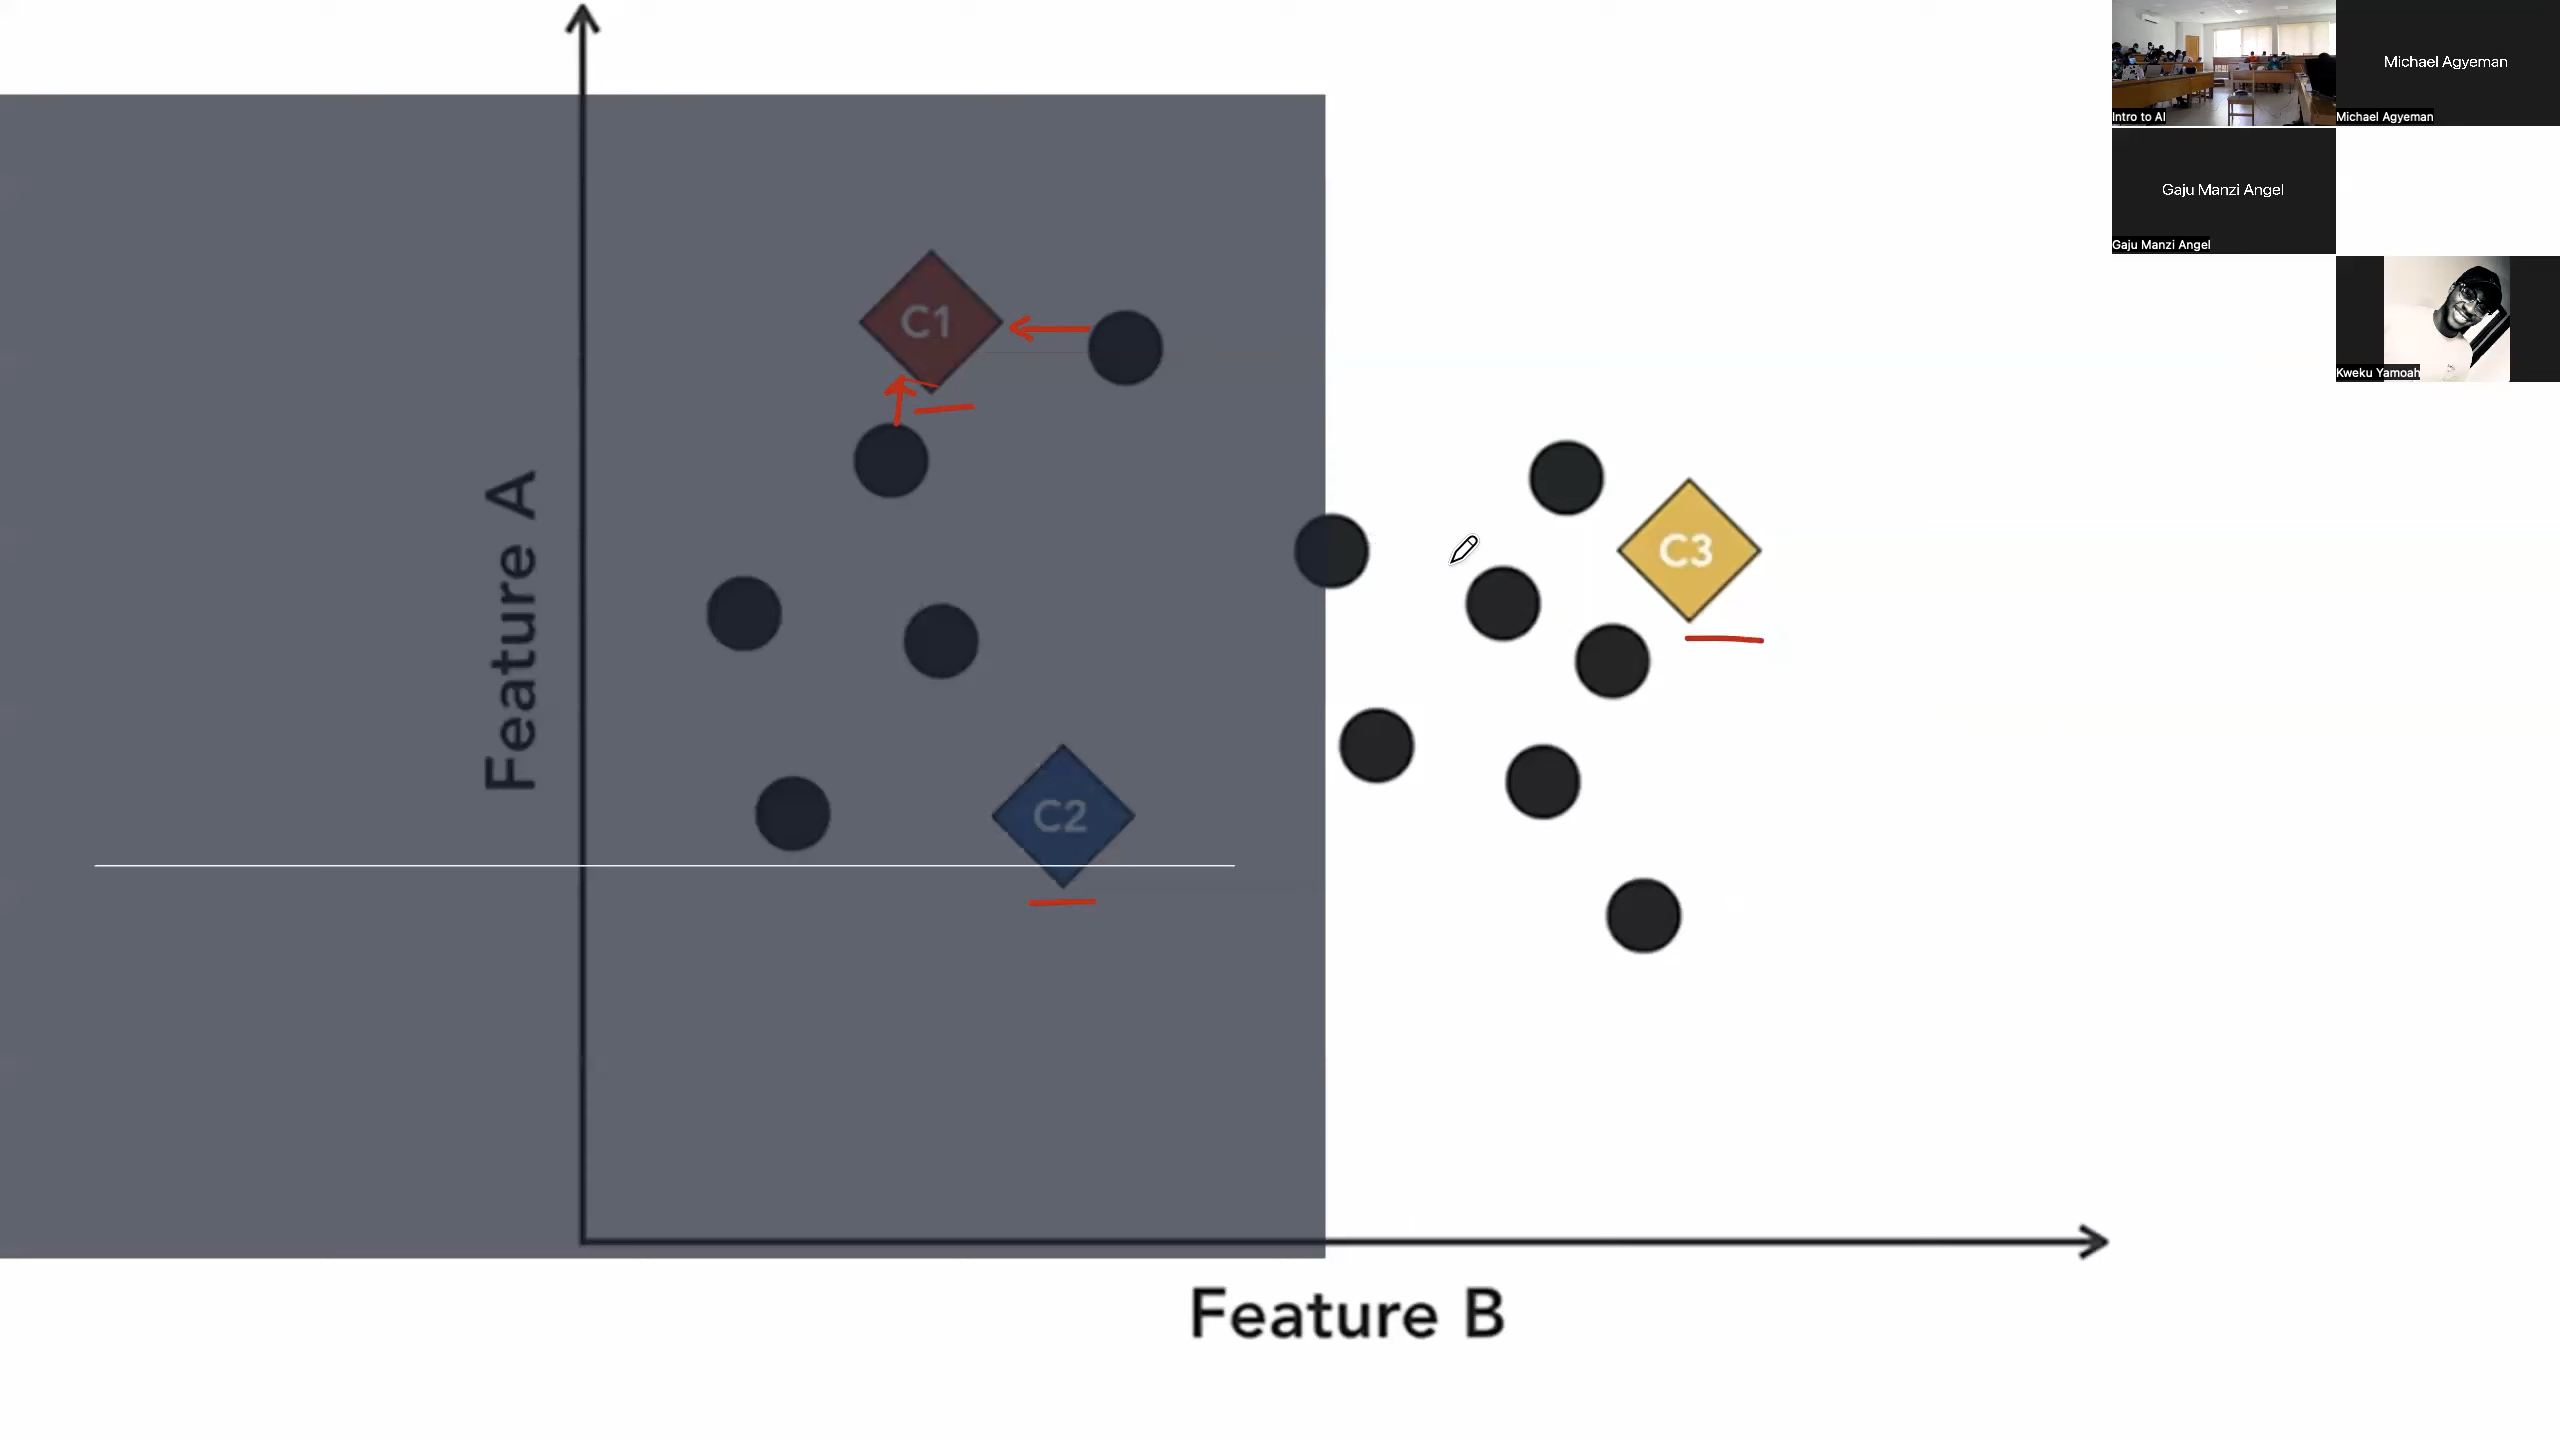 Feature A
C1
C2
C3
Feature B
Intro to AI
Michael Agyeman
Michael Agyeman
Gaju Manzi Angel
Gaju Manzi Angel
Kweku Yamoah